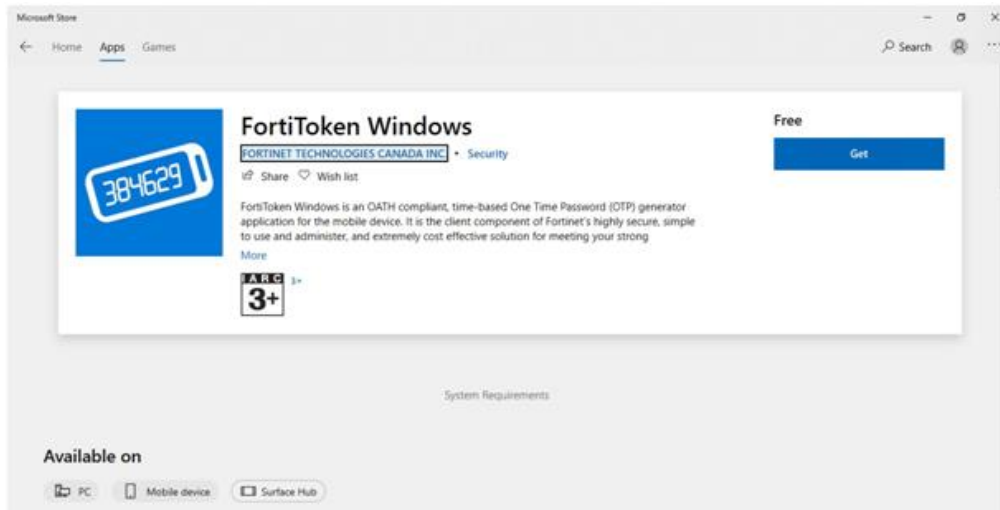 Microsoft Store
Home Apps Games
Search
384629
FortiToken Windows
FORTINET TECHNOLOGIES CANADA INC. • Security
Share Wish list
FortiToken Windows is an OATH compliant, time-based One Time Password (OTP) generator
application for the mobile device. It is the client component of Fortinet's highly secure, simple
to use and administer, and extremely cost effective solution for meeting your strong
More
IARC
3+
3+
Free
Get
System Requirements
Available on
PC Mobile device Surface Hub